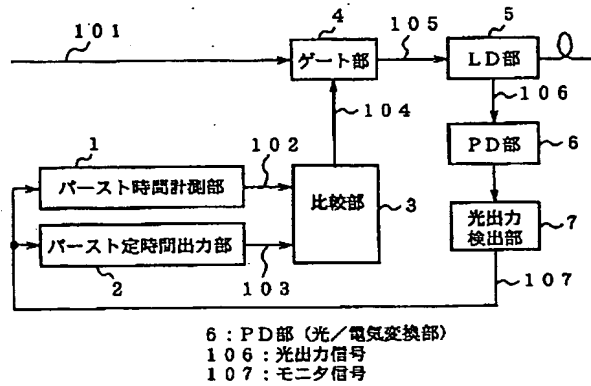 101
4
ゲート部
105
5
LD部
104
106
1
バースト時間計測部
102
比較部
3
PD部
6
バースト定時間出力部
2
103
光出力
検出部
7
107
6:PD部(光/電気変換部)
106:光出力信号
107:モニタ信号